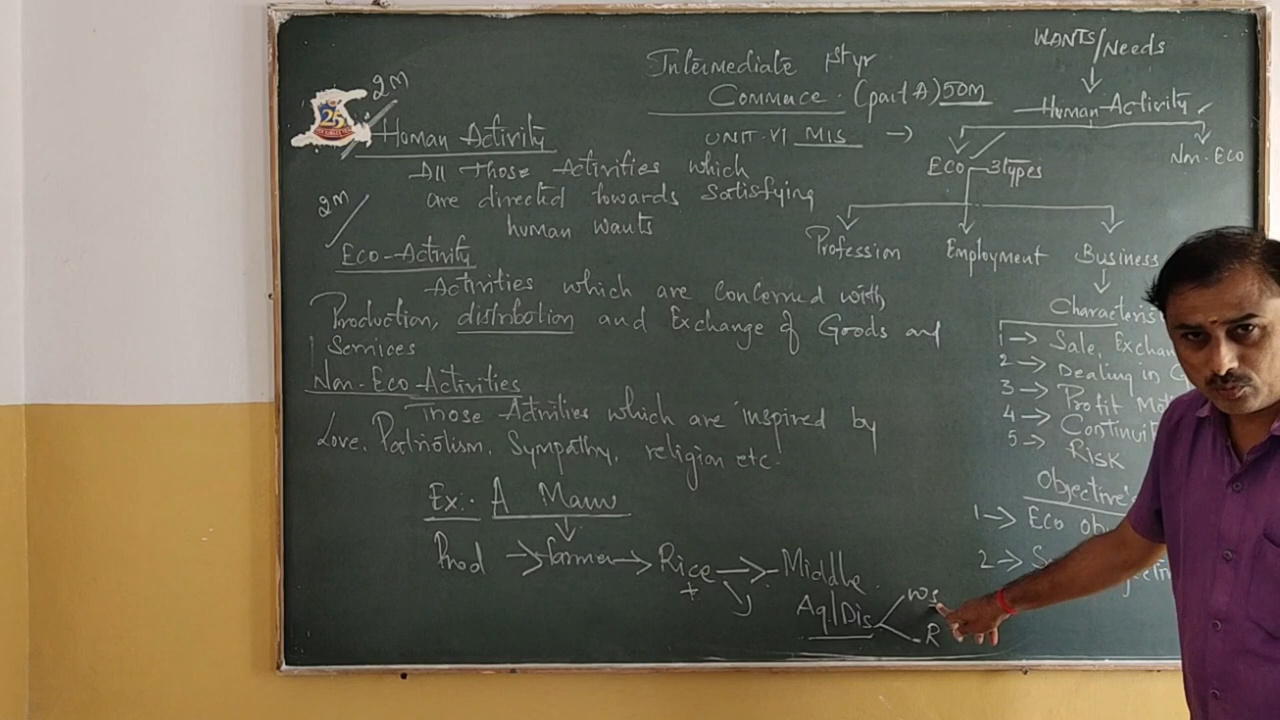 Intermediate 1st yr
Commerce (part A) 50M
UNIT-VI MIS →
2M
Human Activity
All those Activities which
are directed towards Satisfying
human wants
2M
Eco-Activity
Activities which are Concerned with
Production, distribution and Exchange of Goods and
Services
Non-Eco Activities
Those Activities which are inspired by
Love, Patriotism, Sympathy, religion etc.
Ex:- A Man
Prod → farmer → Rice → Middle
Ag./Dis
WS
R
25
WANTS/Needs
Human Activity
Eco 3 types
Non-Eco
Profession Employment Business
Characteris
1 → Sale, Exchan
2 → Dealing in G
3 → Profit Mot
4 → Continuit
5 → Risk
Objective's
1 → Eco ob
2 →